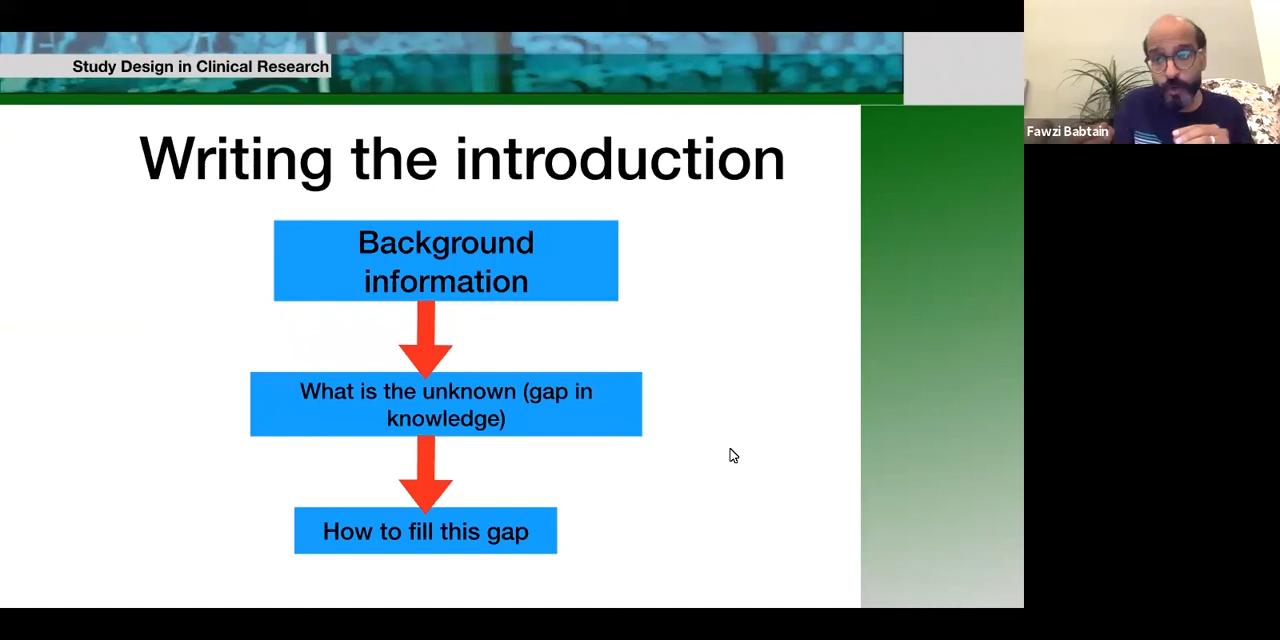 Study Design in Clinical Research
Fawzi Babtain
Writing the introduction
Background
information
What is the unknown (gap in
knowledge)
How to fill this gap